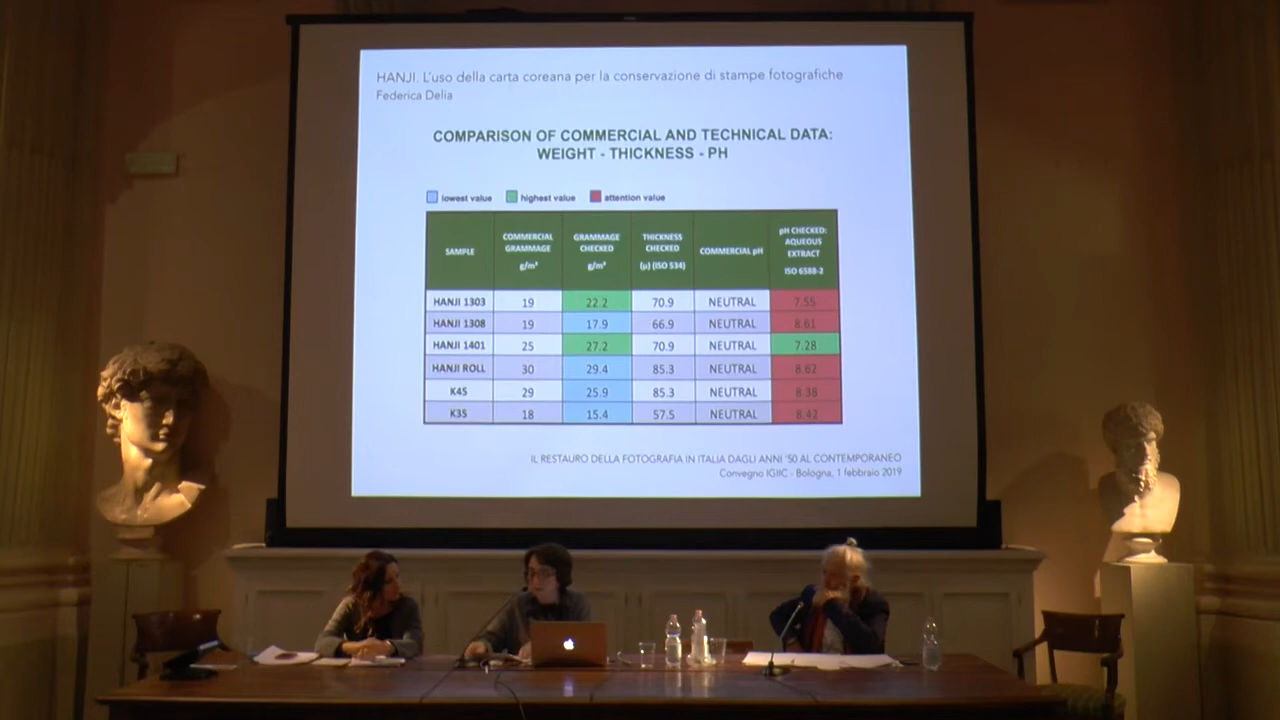 HANJI. L'uso della carta coreana per la conservazione di stampe fotografiche
Federica Delia
COMPARISON OF COMMERCIAL AND TECHNICAL DATA:
WEIGHT - THICKNESS - PH
lowest value highest value attention value
SAMPLE COMMERCIAL GRAMMAGE g/m² GRAMMAGE CHECKED g/m² THICKNESS CHECKED (µ) (ISO 534) COMMERCIAL pH pH CHECKED: AQUEOUS EXTRACT ISO 6588-2
HANJI 1303 19 22.2 70.9 NEUTRAL 7.55
HANJI 1308 19 17.9 66.9 NEUTRAL 8.61
HANJI 1401 25 27.2 70.9 NEUTRAL 7.28
HANJI ROLL 30 29.4 85.3 NEUTRAL 8.62
K45 29 25.9 85.3 NEUTRAL 8.38
K35 18 15.4 57.5 NEUTRAL 8.42
IL RESTAURO DELLA FOTOGRAFIA IN ITALIA DAGLI ANNI '50 AL CONTEMPORANEO
Convegno IGIIC - Bologna, 1 febbraio 2019